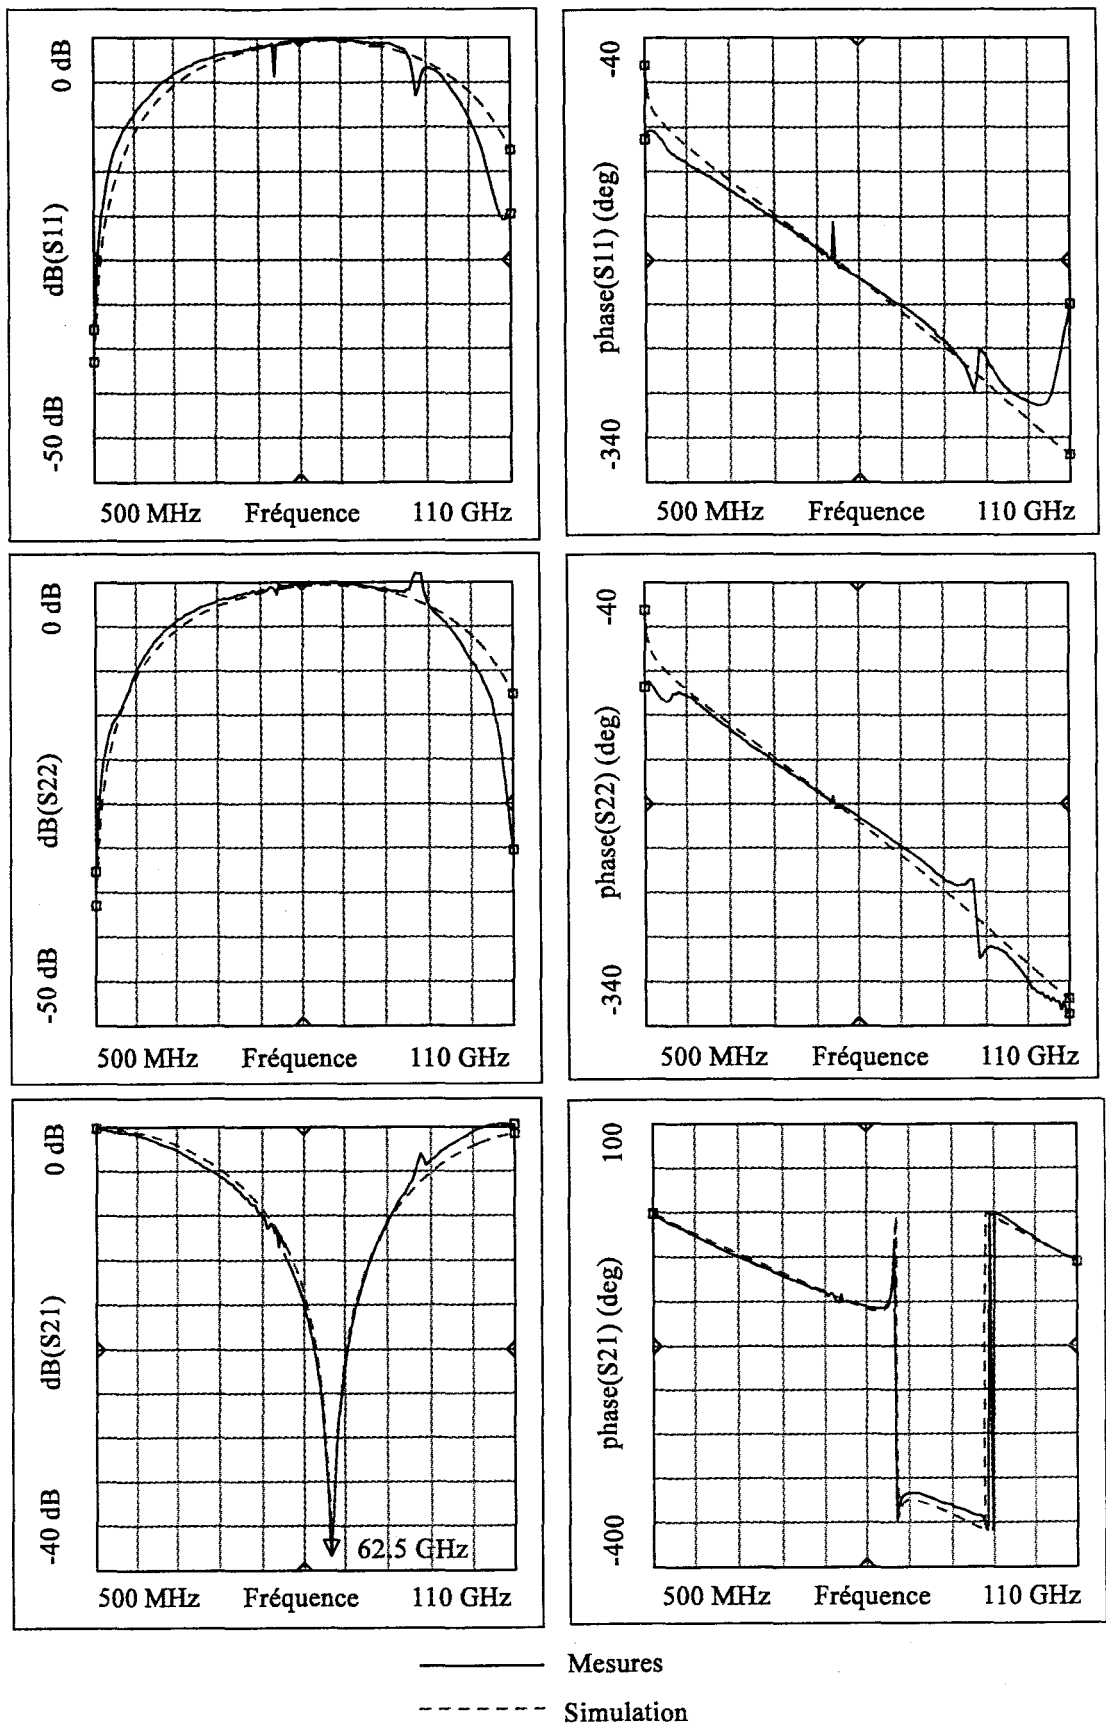 0 dB
dB(S11)
-50 dB
500 MHz Fréquence 110 GHz
-40
phase(S11) (deg)
-340
500 MHz Fréquence 110 GHz
0 dB
dB(S22)
-50 dB
500 MHz Fréquence 110 GHz
-40
phase(S22) (deg)
-340
500 MHz Fréquence 110 GHz
0 dB
dB(S21)
-40 dB
62.5 GHz
500 MHz Fréquence 110 GHz
100
phase(S21) (deg)
-400
500 MHz Fréquence 110 GHz
Mesures
Simulation